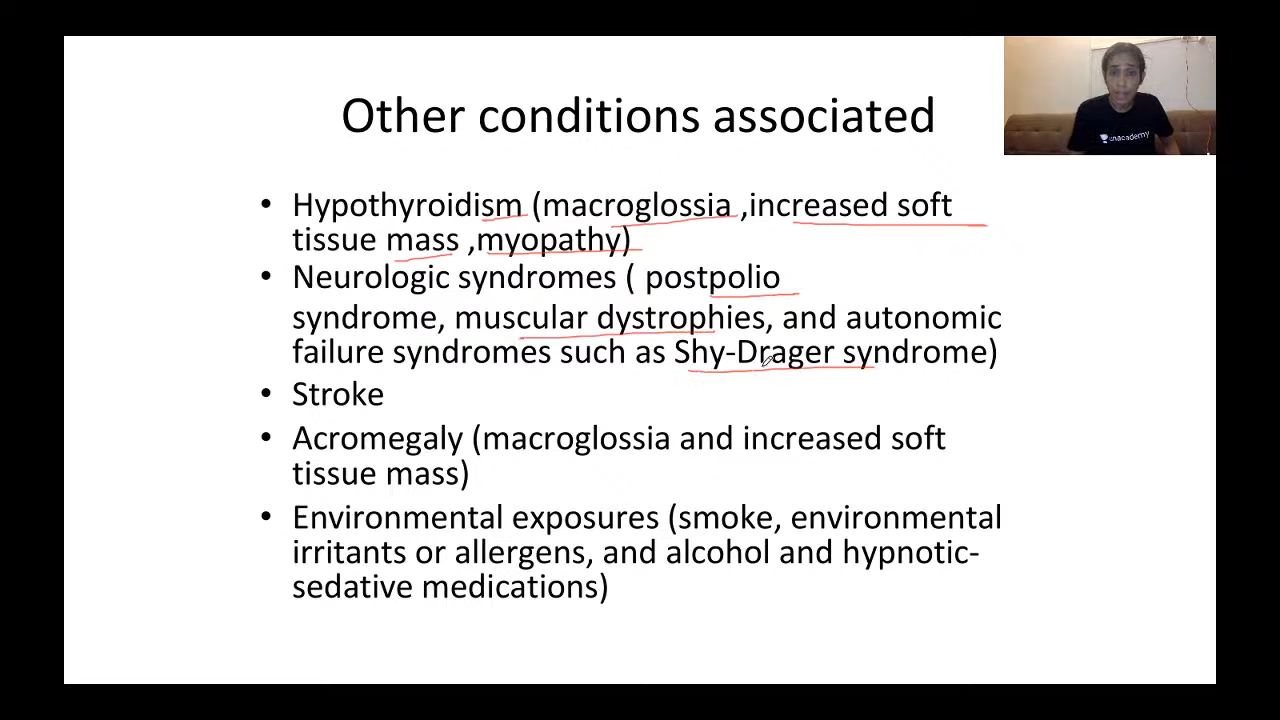 Other conditions associated
• Hypothyroidism (macroglossia ,increased soft
tissue mass ,myopathy)
• Neurologic syndromes ( postpolio
syndrome, muscular dystrophies, and autonomic
failure syndromes such as Shy-Drager syndrome)
• Stroke
• Acromegaly (macroglossia and increased soft
tissue mass)
• Environmental exposures (smoke, environmental
irritants or allergens, and alcohol and hypnotic-
sedative medications)
unacademy